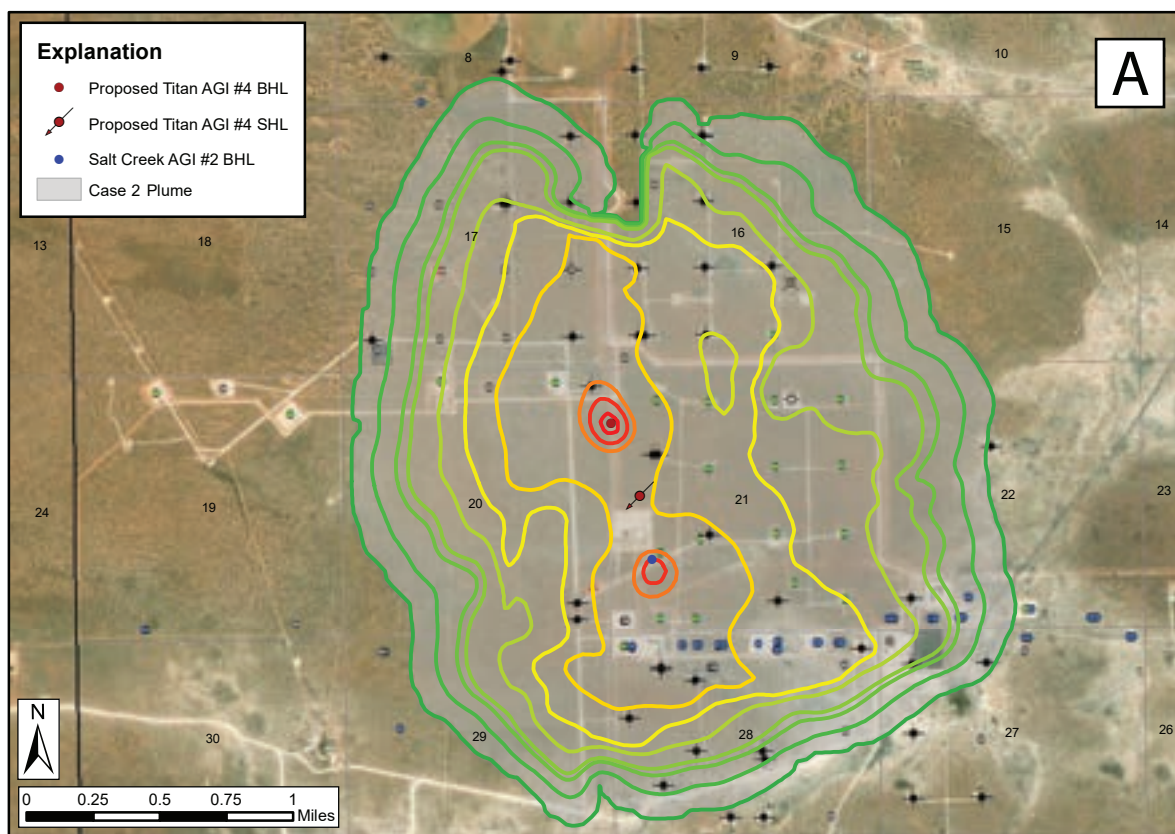 Explanation
Proposed Titan AGI #4 BHL
Proposed Titan AGI #4 SHL
Salt Creek AGI #2 BHL
Case 2 Plume
A
8
9
10
13
18
17
16
15
14
24
19
20
21
22
23
30
29
28
27
26
N
0 0.25 0.5 0.75 1
Miles